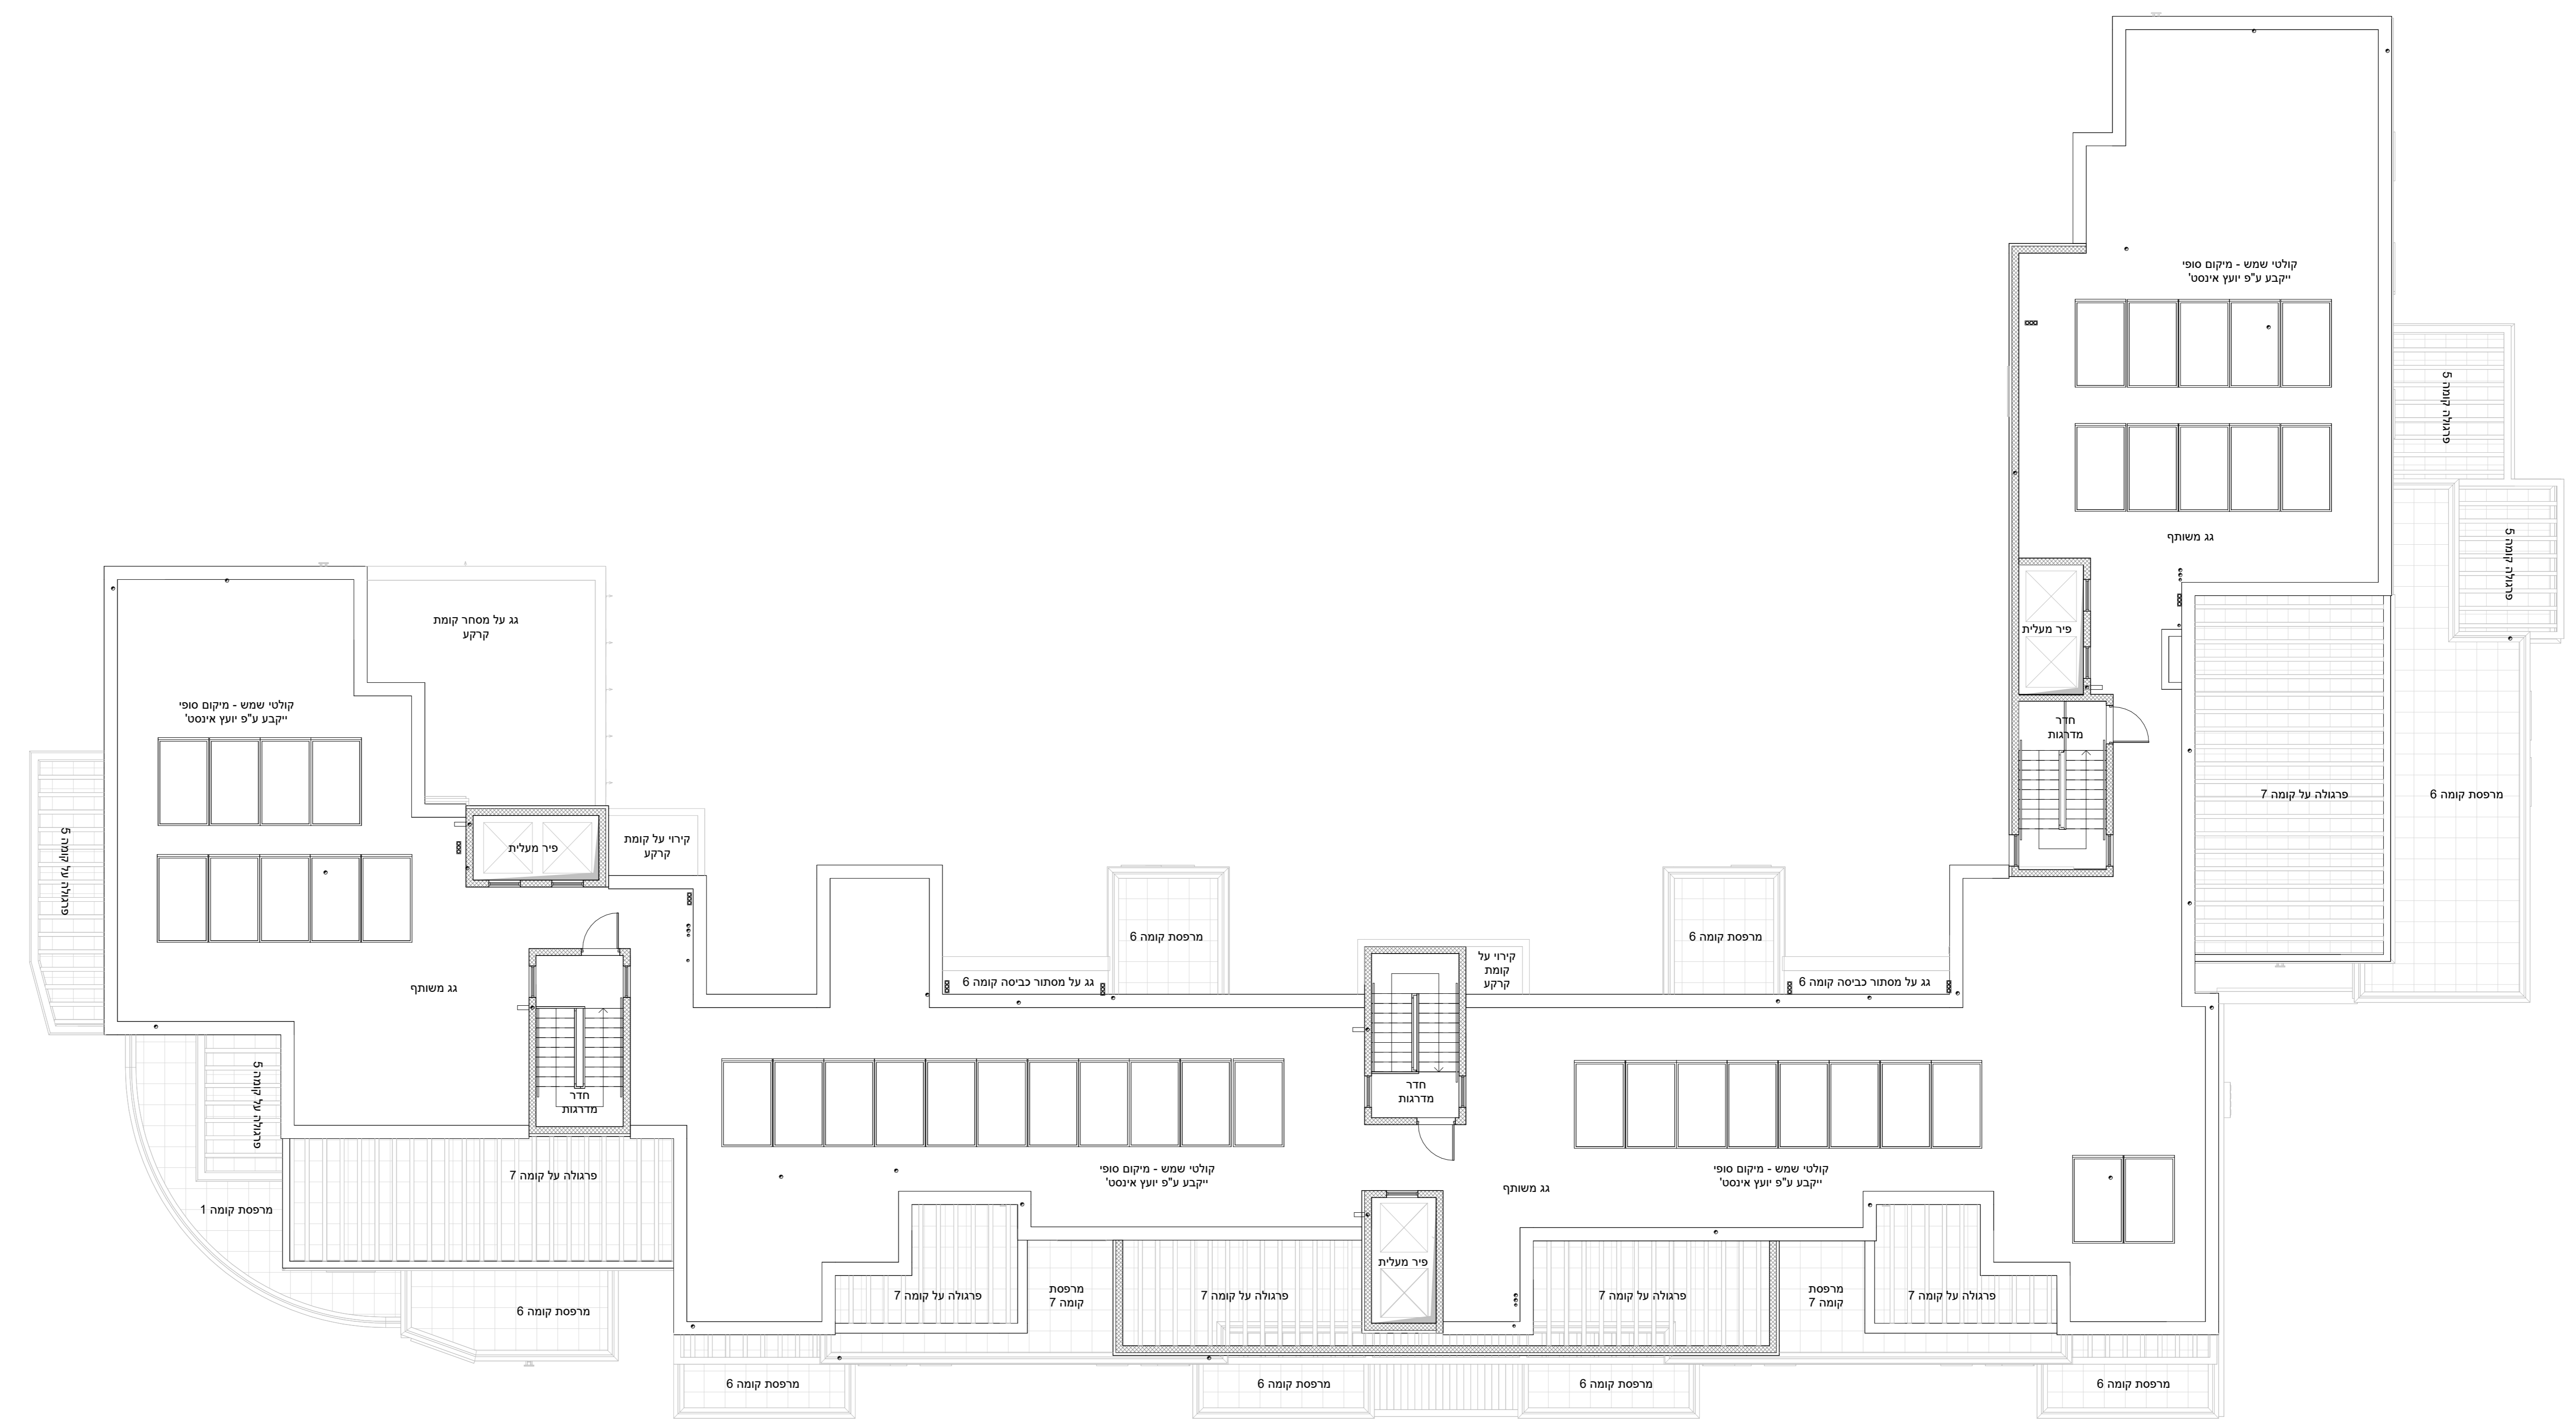 קולטי שמש - מיקום סופי
ייקבע ע"פ יועץ אינסט'
פרגולה קומה 5
גג משותף
פרגולה קומה 5
פיר מעלית
חדר
מדרגות
פרגולה על קומה 7
מרפסת קומה 6
גג על מסחר קומת
קרקע
קולטי שמש - מיקום סופי
ייקבע ע"פ יועץ אינסט'
פרגולה על קומה 5
פיר מעלית
קירוי על קומת
קרקע
גג משותף
מרפסת קומה 6
מרפסת קומה 6
גג על מסתור כביסה קומה 6
קירוי על
קומת
קרקע
גג על מסתור כביסה קומה 6
חדר
מדרגות
חדר
מדרגות
פרגולה על קומה 5
פרגולה על קומה 7
מרפסת קומה 1
קולטי שמש - מיקום סופי
ייקבע ע"פ יועץ אינסט'
קולטי שמש - מיקום סופי
ייקבע ע"פ יועץ אינסט'
גג משותף
פיר מעלית
מרפסת קומה 6
פרגולה על קומה 7
מרפסת
קומה 7
פרגולה על קומה 7
פרגולה על קומה 7
מרפסת
קומה 7
פרגולה על קומה 7
מרפסת קומה 6
מרפסת קומה 6
מרפסת קומה 6
מרפסת קומה 6